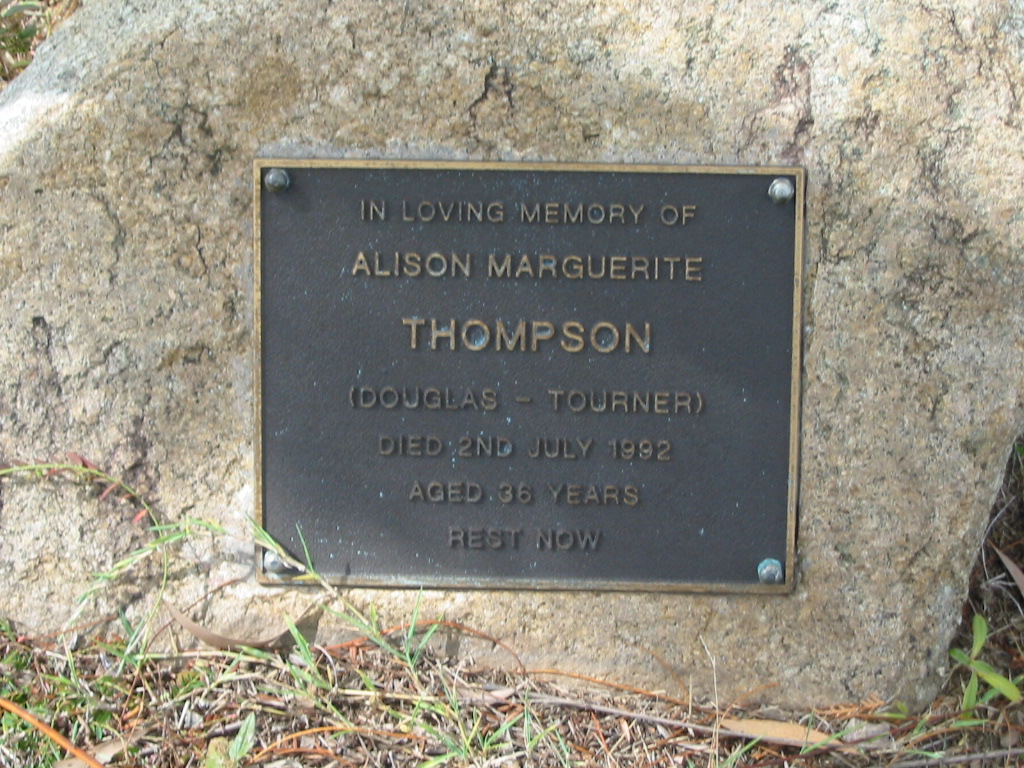 IN LOVING MEMORY OF
ALISON MARGUERITE
THOMPSON
(DOUGLAS - TOURNER)
DIED 2ND JULY 1992
AGED 36 YEARS
REST NOW